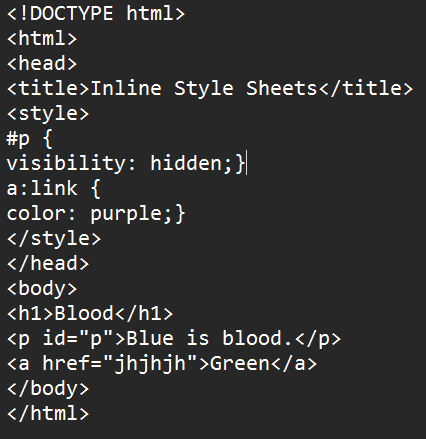 <!DOCTYPE html>
<html>
<head>
<title>Inline Style Sheets</title>
<style>
#p {
visibility: hidden;}
a:link {
color: purple;}
</style>
</head>
<body>
<h1>Blood</h1>
<p id="p">Blue is blood.</p>
<a href="jhjhjh">Green</a>
</body>
</html>